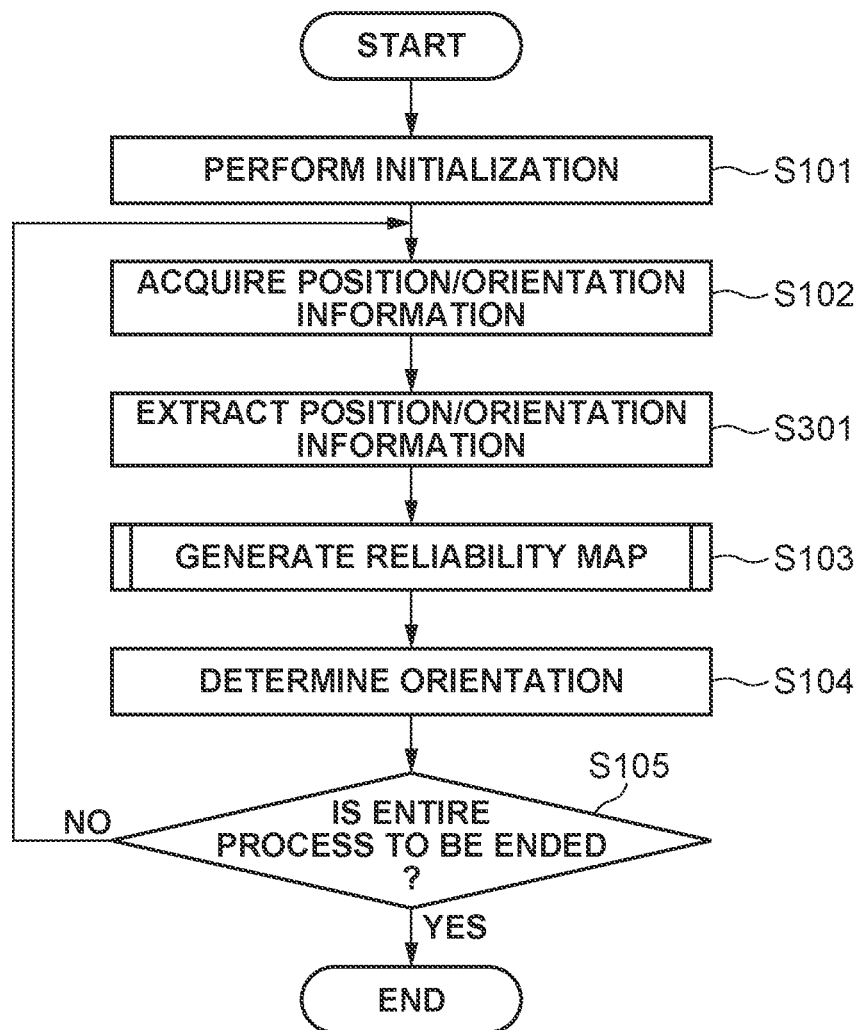 START
PERFORM INITIALIZATION
S101
ACQUIRE POSITION/ORIENTATION
INFORMATION
S102
EXTRACT POSITION/ORIENTATION
INFORMATION
S301
GENERATE RELIABILITY MAP
S103
DETERMINE ORIENTATION
S104
S105
IS ENTIRE
PROCESS TO BE ENDED
?
NO
YES
END